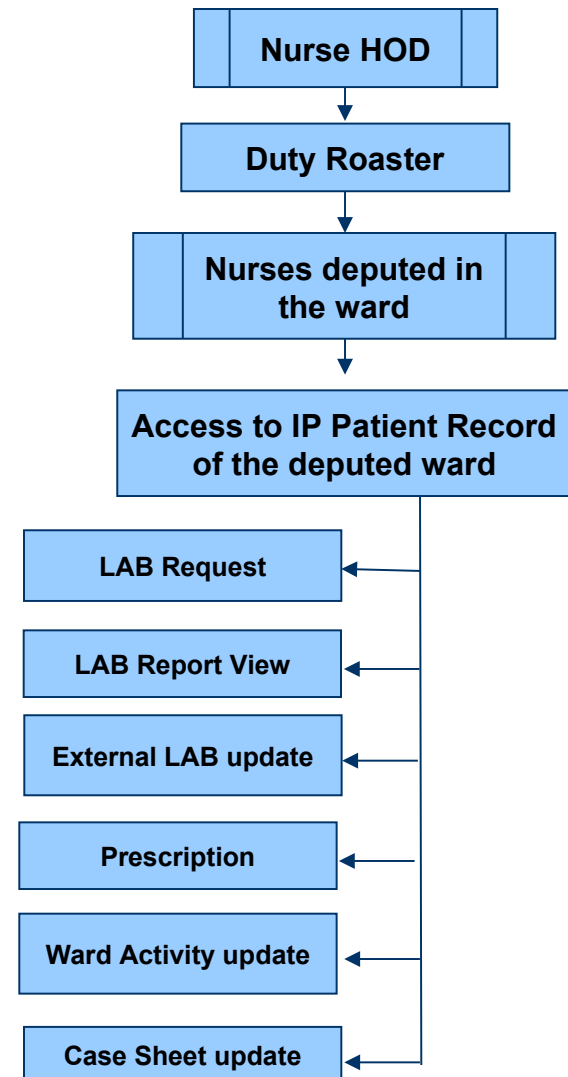 Nurse HOD
Duty Roaster
Nurses deputed in
the ward
Access to IP Patient Record
of the deputed ward
LAB Request
LAB Report View
External LAB update
Prescription
Ward Activity update
Case Sheet update